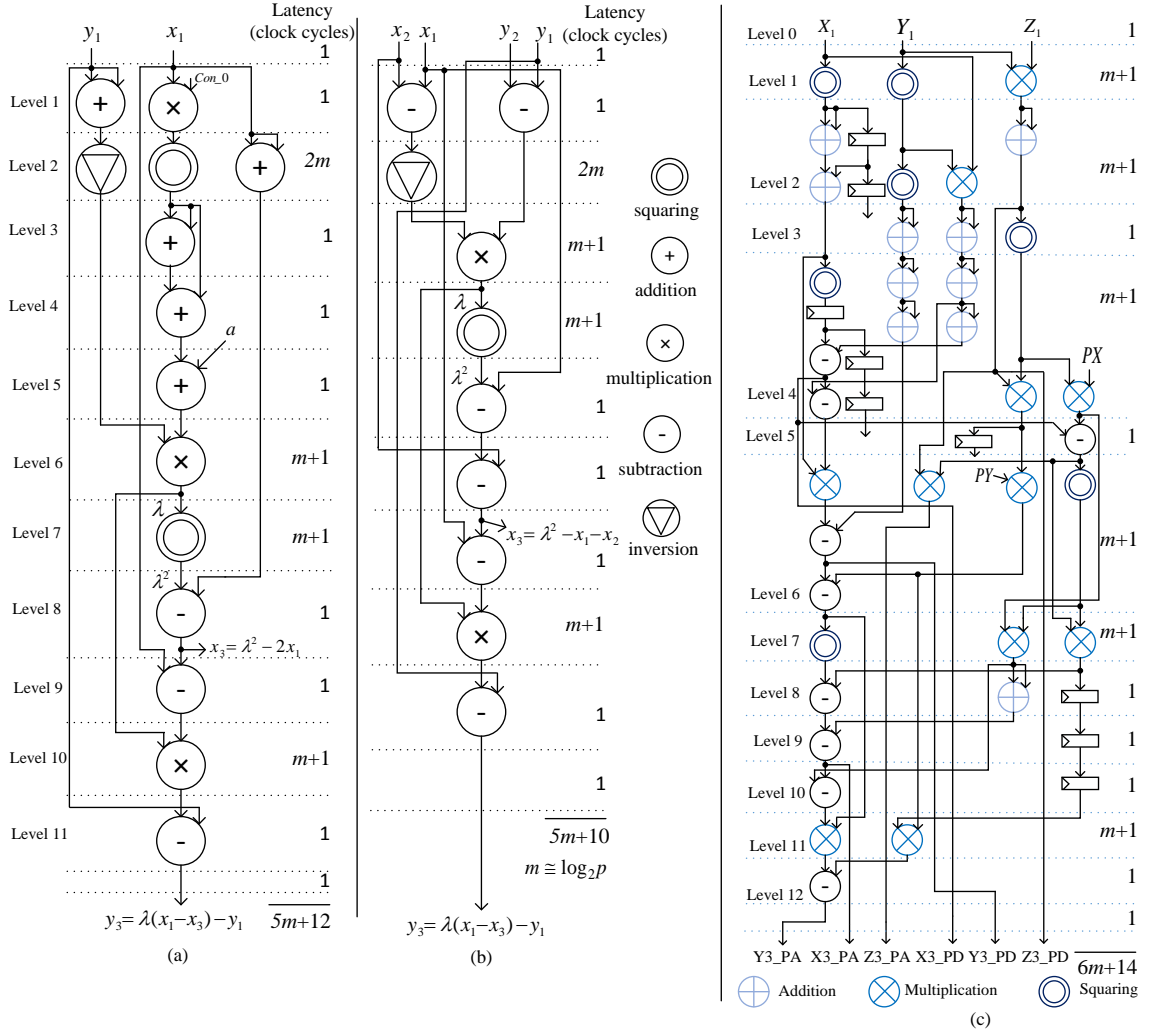 Latency
(clock cycles)
y1
x1
1
Con_0
Level 1
+
×
1
Level 2
+
2m
Level 3
+
1
Level 4
+
1
a
Level 5
+
1
Level 6
×
m+1
λ
Level 7
m+1
λ²
Level 8
-
1
x3= λ² − 2x1
Level 9
-
1
Level 10
×
m+1
Level 11
-
1
1
5m+12
y3= λ(x1−x3)−y1
(a)
Latency
(clock cycles)
x2 x1
y2 y1
1
-
-
1
2m
×
m+1
λ
m+1
λ²
-
1
-
1
x3= λ² −x1−x2
-
1
×
m+1
-
1
1
5m+10
m ≅ log2p
y3= λ(x1−x3)−y1
(b)
squaring
+
addition
×
multiplication
-
subtraction
inversion
X1
Y1
Z1
Level 0
1
Level 1
m+1
Level 2
m+1
Level 3
1
m+1
-
PX
Level 4
-
Level 5
-
1
PY
-
m+1
Level 6
-
Level 7
m+1
Level 8
-
1
Level 9
-
1
Level 10
-
1
Level 11
m+1
Level 12
-
1
1
Y3_PA X3_PA Z3_PA X3_PD Y3_PD Z3_PD
6m+14
Addition
Multiplication
Squaring
(c)